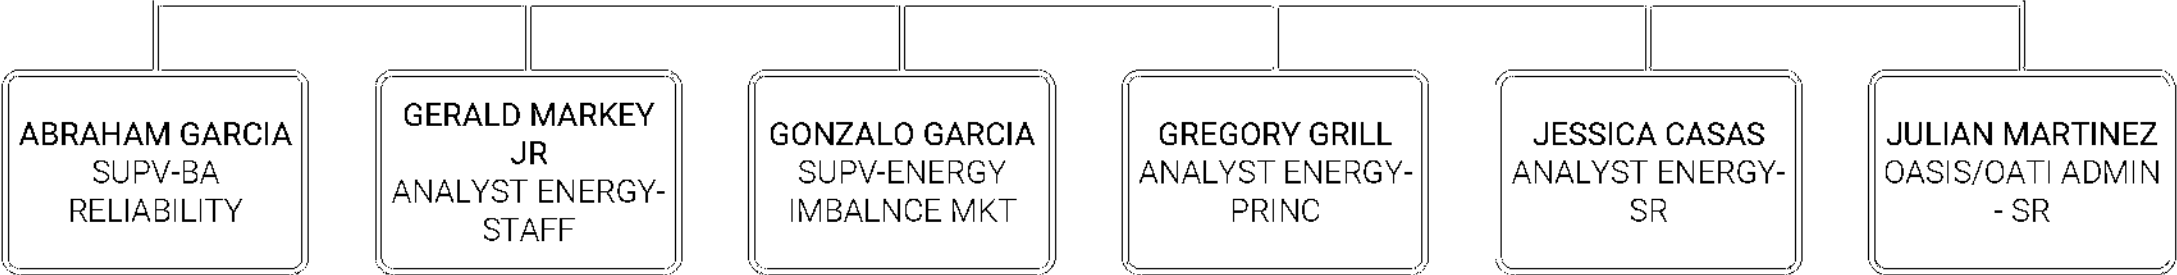 ABRAHAM GARCIA
SUPV-BA
RELIABILITY
GERALD MARKEY
JR
ANALYST ENERGY-
STAFF
GONZALO GARCIA
SUPV-ENERGY
IMBALNCE MKT
GREGORY GRILL
ANALYST ENERGY-
PRINC
JESSICA CASAS
ANALYST ENERGY-
SR
JULIAN MARTINEZ
OASIS/OATI ADMIN
- SR